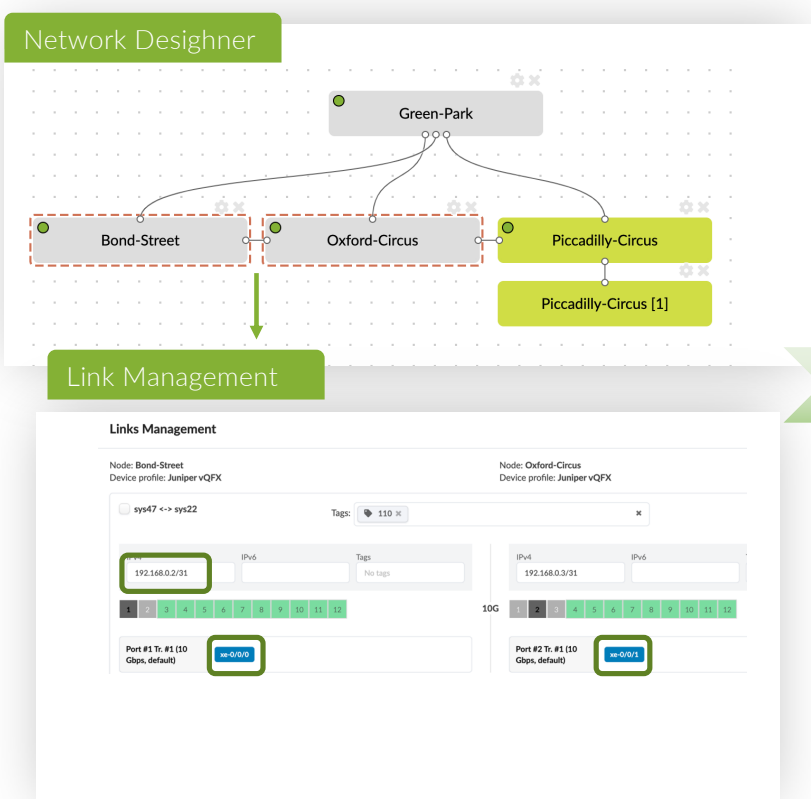 Network Desighner
Green-Park
Bond-Street
Oxford-Circus
Piccadilly-Circus
Piccadilly-Circus [1]
Link Management
Links Management
Node: Bond-Street
Node: Oxford-Circus
Device profile: Juniper vQFX
Device profile: Juniper vQFX
sys47 <-> sys22
Tags: 110 ×
IPv4 IPv6 Tags
IPv4 IPv6
192.168.0.2/31 No tags
192.168.0.3/31
1 2 3 4 5 6 7 8 9 10 11 12
10G
1 2 3 4 5 6 7 8 9 10 11 12
Port #1 Tr. #1 (10
Gbps, default)
xe-0/0/0
Port #2 Tr. #1 (10
Gbps, default)
xe-0/0/1